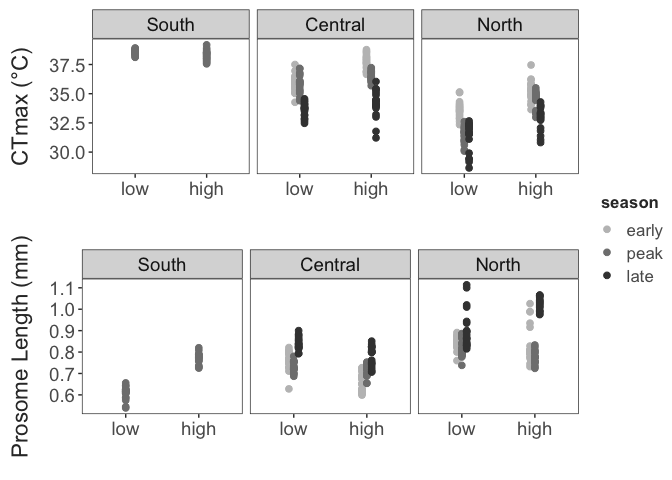 South Central North
CTmax (°C)
37.5
35.0
32.5
30.0
low high low high low high
season
early
peak
late
South Central North
Prosome Length (mm)
1.1
1.0
0.9
0.8
0.7
0.6
low high low high low high